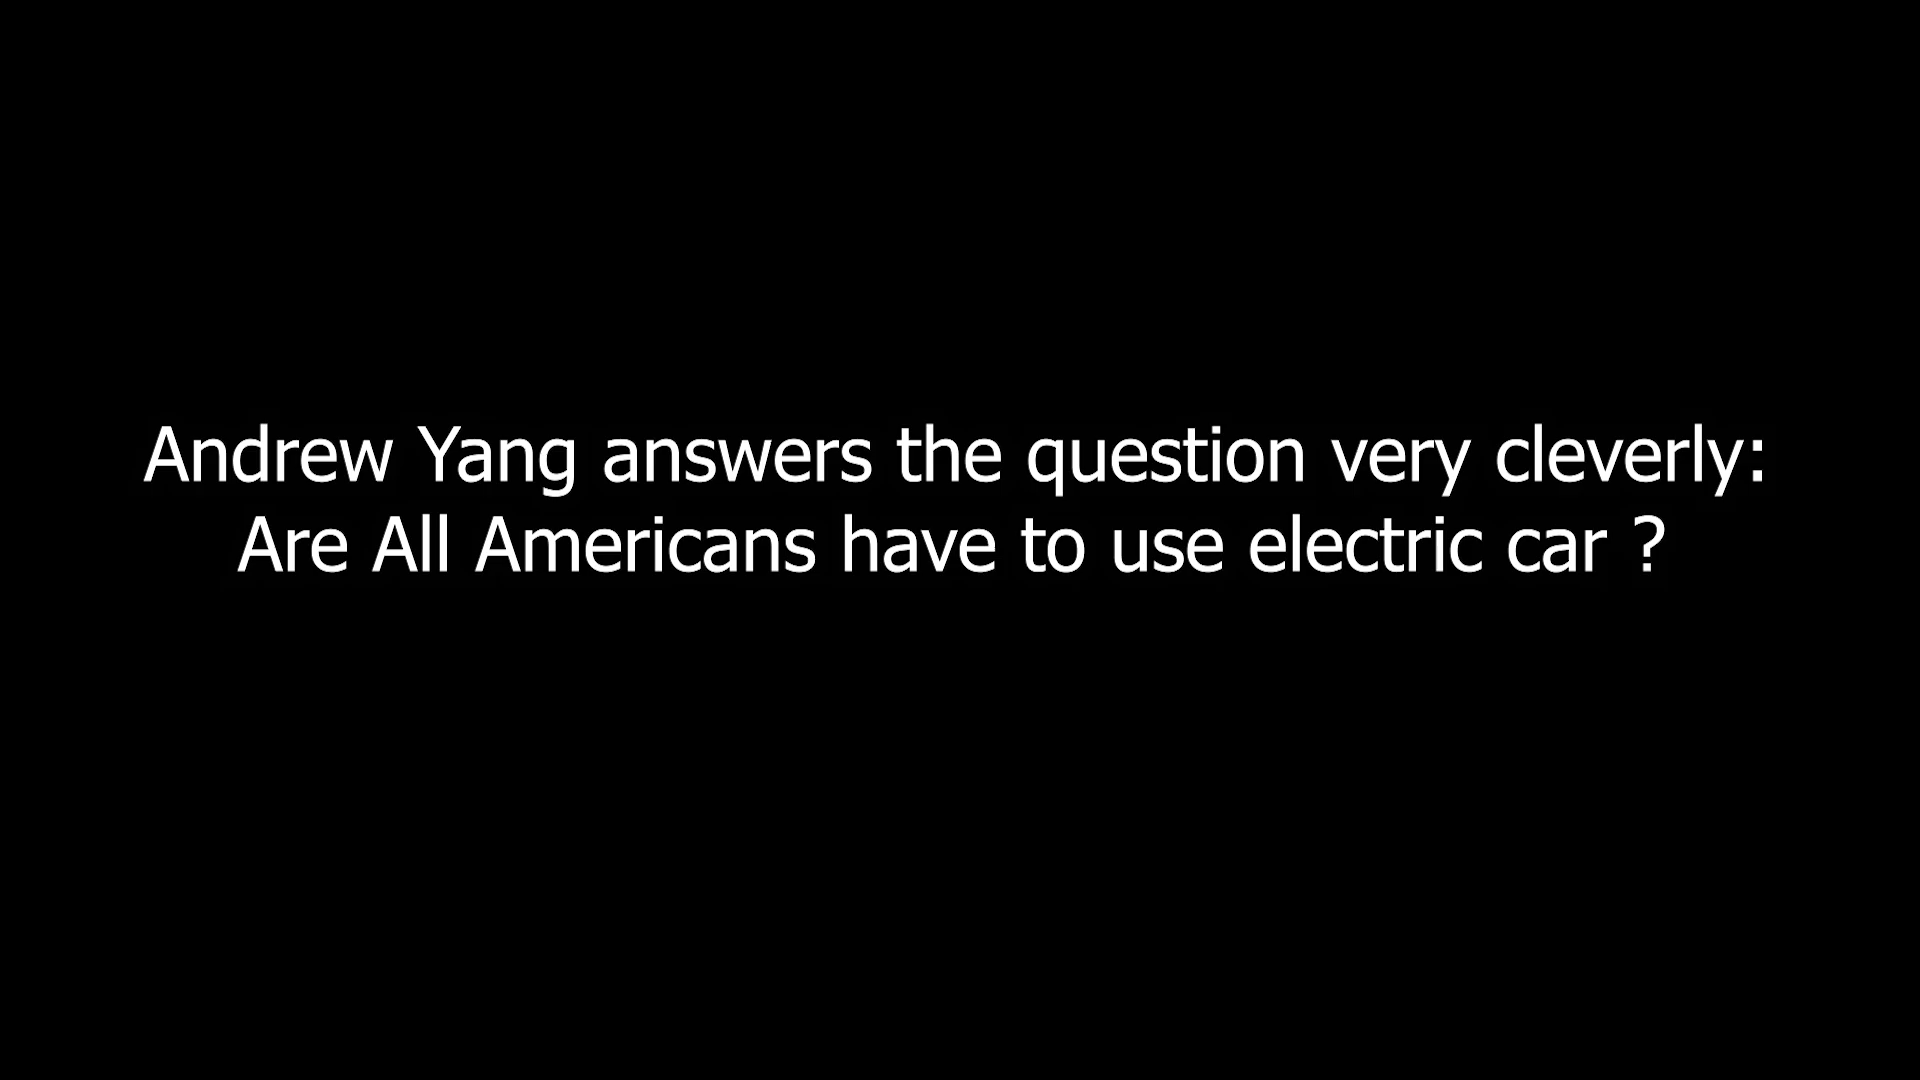 Andrew Yang answers the question very cleverly:
Are All Americans have to use electric car ?